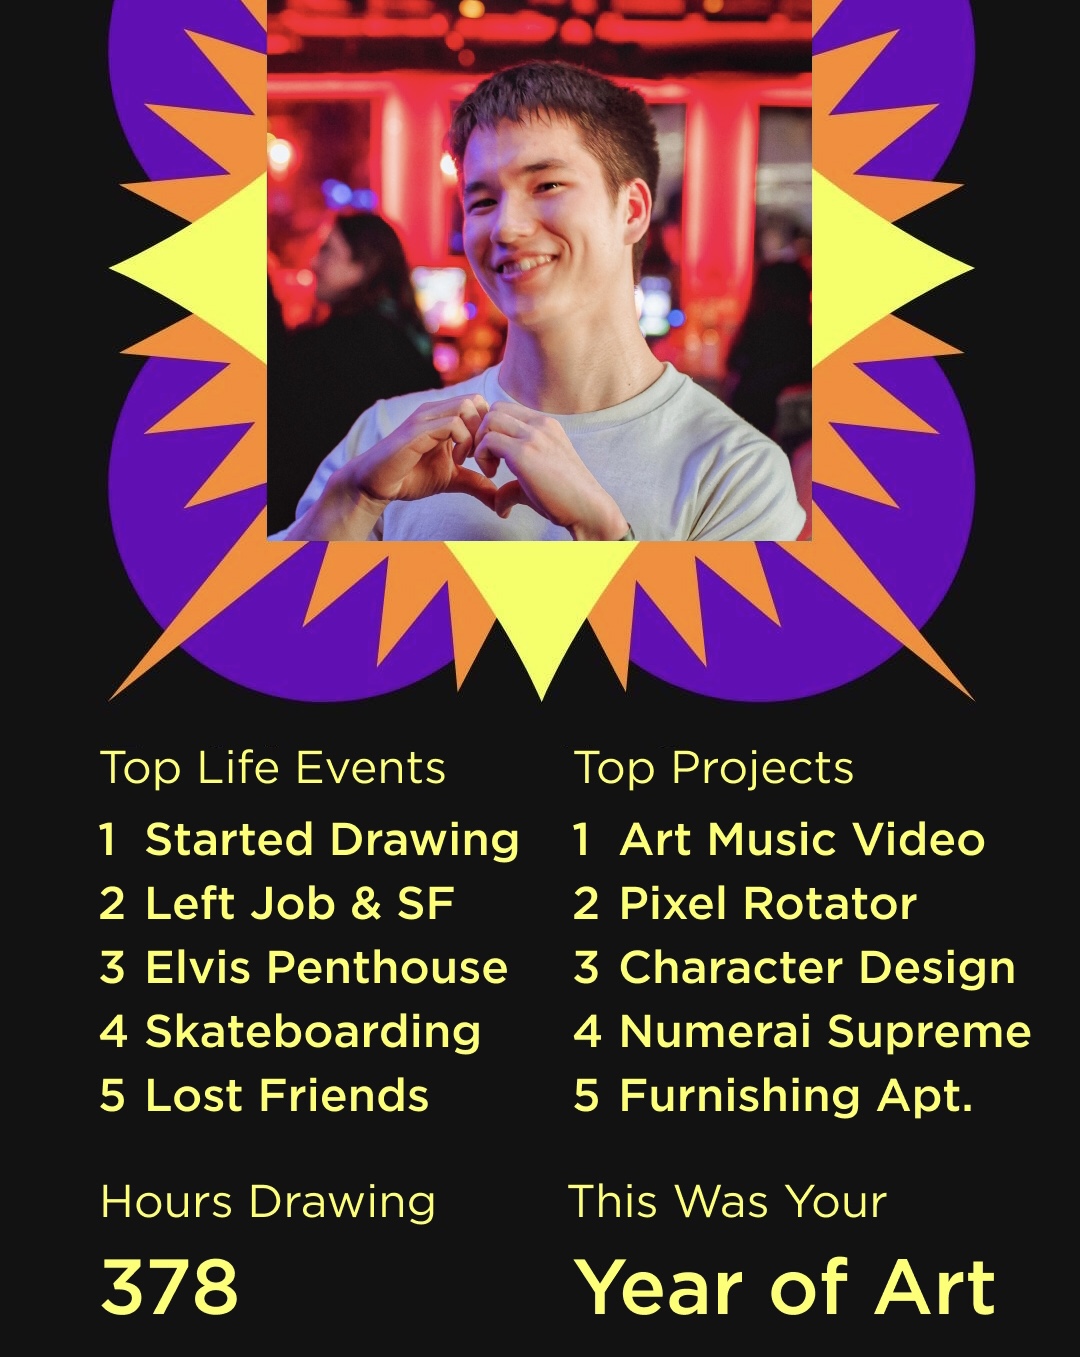 Top Life Events
1 Started Drawing
2 Left Job & SF
3 Elvis Penthouse
4 Skateboarding
5 Lost Friends
Top Projects
1 Art Music Video
2 Pixel Rotator
3 Character Design
4 Numerai Supreme
5 Furnishing Apt.
Hours Drawing
378
This Was Your
Year of Art